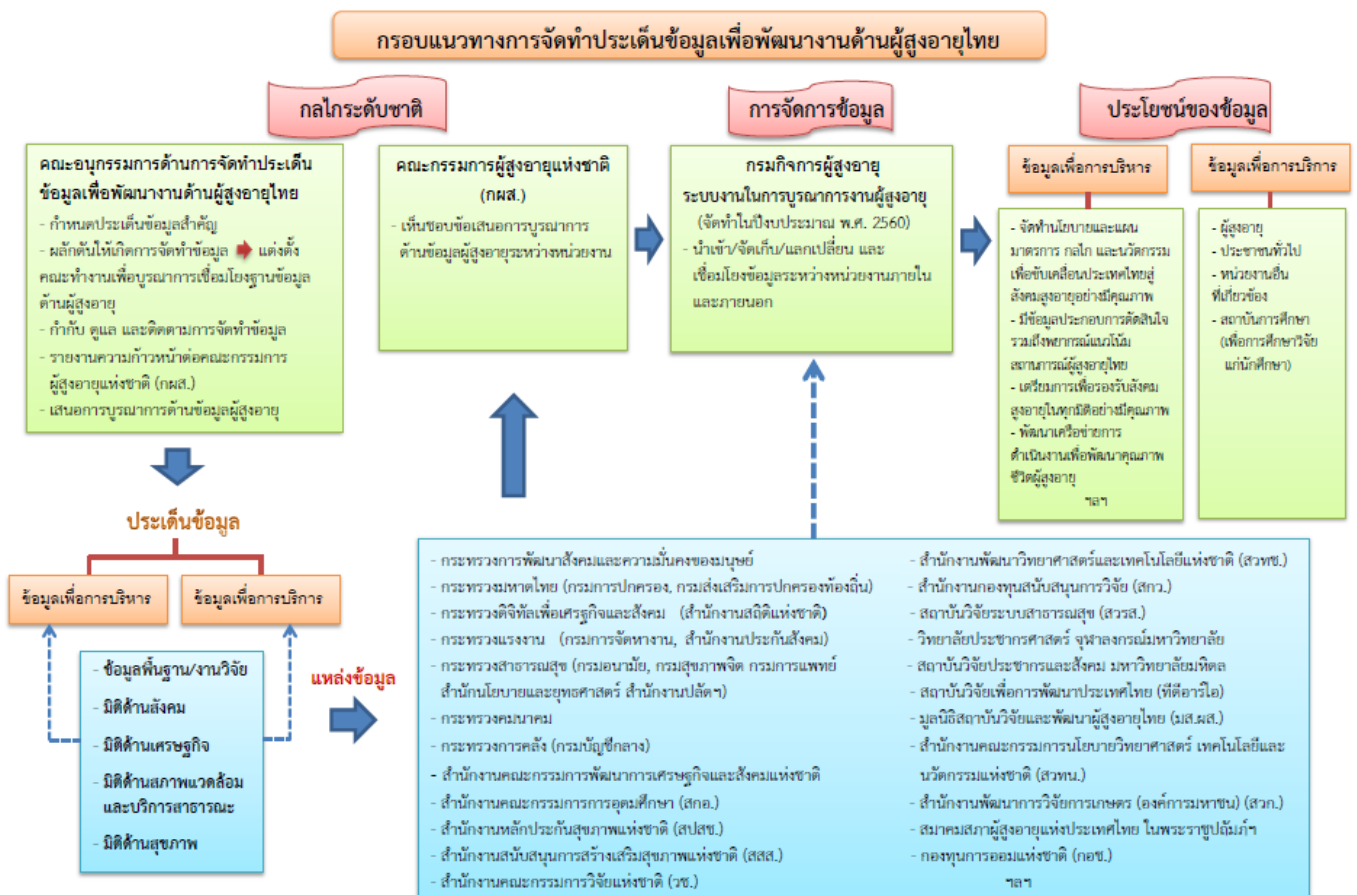 กรอบแนวทางการจัดทำประเด็นข้อมูลเพื่อพัฒนางานด้านผู้สูงอายุไทย
กลไกระดับชาติ
การจัดการข้อมูล
ประโยชน์ของข้อมูล
คณะอนุกรรมการด้านการจัดทำประเด็น
ข้อมูลเพื่อพัฒนางานด้านผู้สูงอายุไทย
- กำหนดประเด็นข้อมูลสำคัญ
- ผลักดันให้เกิดการจัดทำข้อมูล แต่งตั้ง
คณะทำงานเพื่อบูรณาการเชื่อมโยงฐานข้อมูล
ด้านผู้สูงอายุ
- กำกับ ดูแล และติดตามการจัดทำข้อมูล
- รายงานความก้าวหน้าต่อคณะกรรมการ
ผู้สูงอายุแห่งชาติ (กผส.)
- เสนอการบูรณาการด้านข้อมูลผู้สูงอายุ
คณะกรรมการผู้สูงอายุแห่งชาติ
(กผส.)
- เห็นชอบข้อเสนอการบูรณาการ
ด้านข้อมูลผู้สูงอายุระหว่างหน่วยงาน
กรมกิจการผู้สูงอายุ
ระบบงานในการบูรณาการงานผู้สูงอายุ
(จัดทำในปีงบประมาณ พ.ศ. 2560)
- นำเข้า/จัดเก็บ/แลกเปลี่ยน และ
เชื่อมโยงข้อมูลระหว่างหน่วยงานภายใน
และภายนอก
ข้อมูลเพื่อการบริหาร
- จัดทำนโยบายและแผน
มาตรการ กลไก และนวัตกรรม
เพื่อขับเคลื่อนประเทศไทยสู่
สังคมสูงอายุอย่างมีคุณภาพ
- มีข้อมูลประกอบการตัดสินใจ
รวมถึงพยากรณ์แนวโน้ม
สถานการณ์ผู้สูงอายุไทย
- เตรียมการเพื่อรองรับสังคม
สูงอายุในทุกมิติอย่างมีคุณภาพ
- พัฒนาเครือข่ายการ
ดำเนินงานเพื่อพัฒนาคุณภาพ
ชีวิตผู้สูงอายุ
ฯลฯ
ข้อมูลเพื่อการบริการ
- ผู้สูงอายุ
- ประชาชนทั่วไป
- หน่วยงานอื่น
ที่เกี่ยวข้อง
- สถาบันการศึกษา
(เพื่อการศึกษาวิจัย
แก่นักศึกษา)
ประเด็นข้อมูล
ข้อมูลเพื่อการบริหาร
ข้อมูลเพื่อการบริการ
- ข้อมูลพื้นฐาน/งานวิจัย
- มิติด้านสังคม
- มิติด้านเศรษฐกิจ
- มิติด้านสภาพแวดล้อม
และบริการสาธารณะ
- มิติด้านสุขภาพ
แหล่งข้อมูล
- กระทรวงการพัฒนาสังคมและความมั่นคงของมนุษย์
- กระทรวงมหาดไทย (กรมการปกครอง, กรมส่งเสริมการปกครองท้องถิ่น)
- กระทรวงดิจิทัลเพื่อเศรษฐกิจและสังคม (สำนักงานสถิติแห่งชาติ)
- กระทรวงแรงงาน (กรมการจัดหางาน, สำนักงานประกันสังคม)
- กระทรวงสาธารณสุข (กรมอนามัย, กรมสุขภาพจิต กรมการแพทย์
สำนักนโยบายและยุทธศาสตร์ สำนักงานปลัดฯ)
- กระทรวงคมนาคม
- กระทรวงการคลัง (กรมบัญชีกลาง)
- สำนักงานคณะกรรมการพัฒนาการเศรษฐกิจและสังคมแห่งชาติ
- สำนักงานคณะกรรมการการอุดมศึกษา (สกอ.)
- สำนักงานหลักประกันสุขภาพแห่งชาติ (สปสช.)
- สำนักงานสนับสนุนการสร้างเสริมสุขภาพแห่งชาติ (สสส.)
- สำนักงานคณะกรรมการวิจัยแห่งชาติ (วช.)
- สำนักงานพัฒนาวิทยาศาสตร์และเทคโนโลยีแห่งชาติ (สวทช.)
- สำนักงานกองทุนสนับสนุนการวิจัย (สกว.)
- สถาบันวิจัยระบบสาธารณสุข (สวรส.)
- วิทยาลัยประชากรศาสตร์ จุฬาลงกรณ์มหาวิทยาลัย
- สถาบันวิจัยประชากรและสังคม มหาวิทยาลัยมหิดล
- สถาบันวิจัยเพื่อการพัฒนาประเทศไทย (ทีดีอาร์ไอ)
- มูลนิธิสถาบันวิจัยและพัฒนาผู้สูงอายุไทย (มส.ผส.)
- สำนักงานคณะกรรมการนโยบายวิทยาศาสตร์ เทคโนโลยีและ
นวัตกรรมแห่งชาติ (สวทน.)
- สำนักงานพัฒนาการวิจัยการเกษตร (องค์การมหาชน) (สวก.)
- สมาคมสภาผู้สูงอายุแห่งประเทศไทย ในพระราชูปถัมภ์ฯ
- กองทุนการออมแห่งชาติ (กอช.)
ฯลฯ